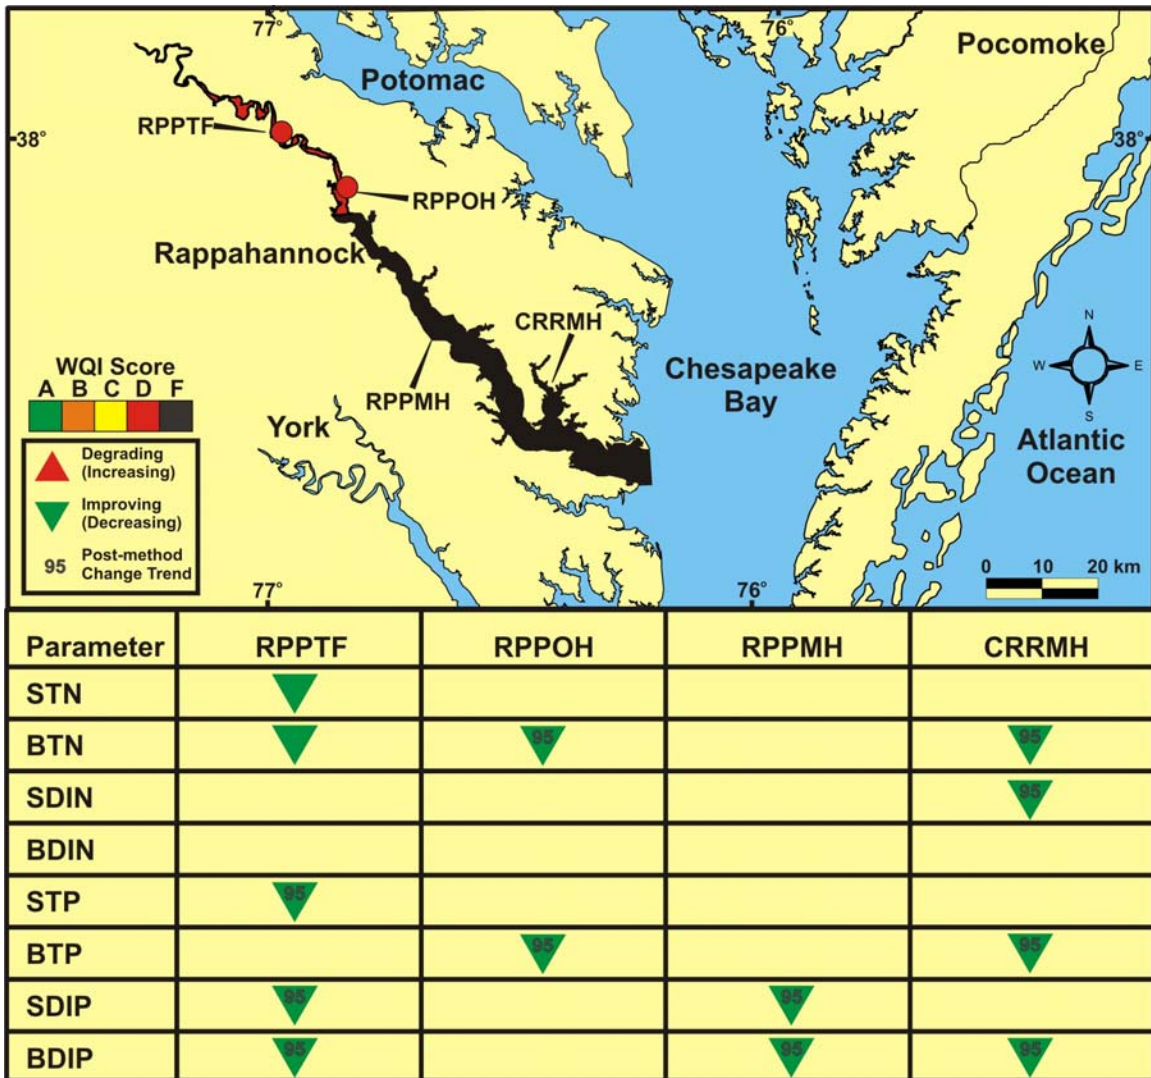 77°
76°
Pocomoke
Potomac
38°
38°
RPPTF
RPPOH
Rappahannock
CRRMH
N
W E
S
Chesapeake
Bay
RPPMH
WQI Score
A B C D F
York
Atlantic
Ocean
Degrading
(Increasing)
Improving
(Decreasing)
95 Post-method
Change Trend
77°
76°
0 10 20 km
Parameter RPPTF RPPOH RPPMH CRRMH
STN
BTN 95 95
SDIN 95
BDIN
STP 95
BTP 95 95
SDIP 95 95
BDIP 95 95 95